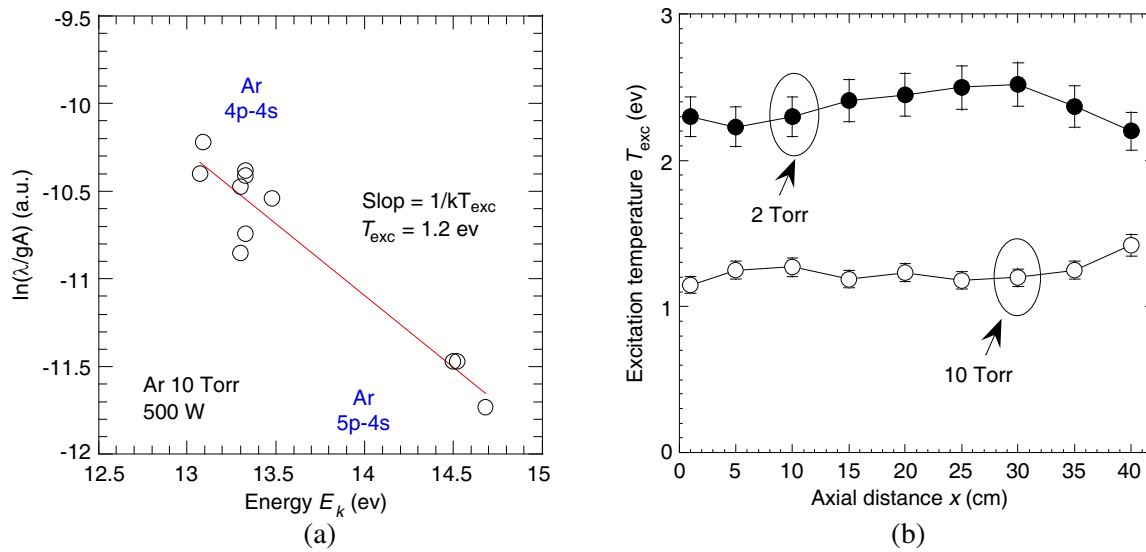 -9.5
-10
-10.5
-11
-11.5
-12
ln(λ/gA) (a.u.)
Ar
4p-4s
Slop = 1/kT_exc
T_exc = 1.2 ev
Ar 10 Torr
500 W
Ar
5p-4s
12.5 13 13.5 14 14.5 15
Energy E_k (ev)
(a)
3
2
1
0
Excitation temperature T_exc (ev)
2 Torr
10 Torr
0 5 10 15 20 25 30 35 40
Axial distance x (cm)
(b)